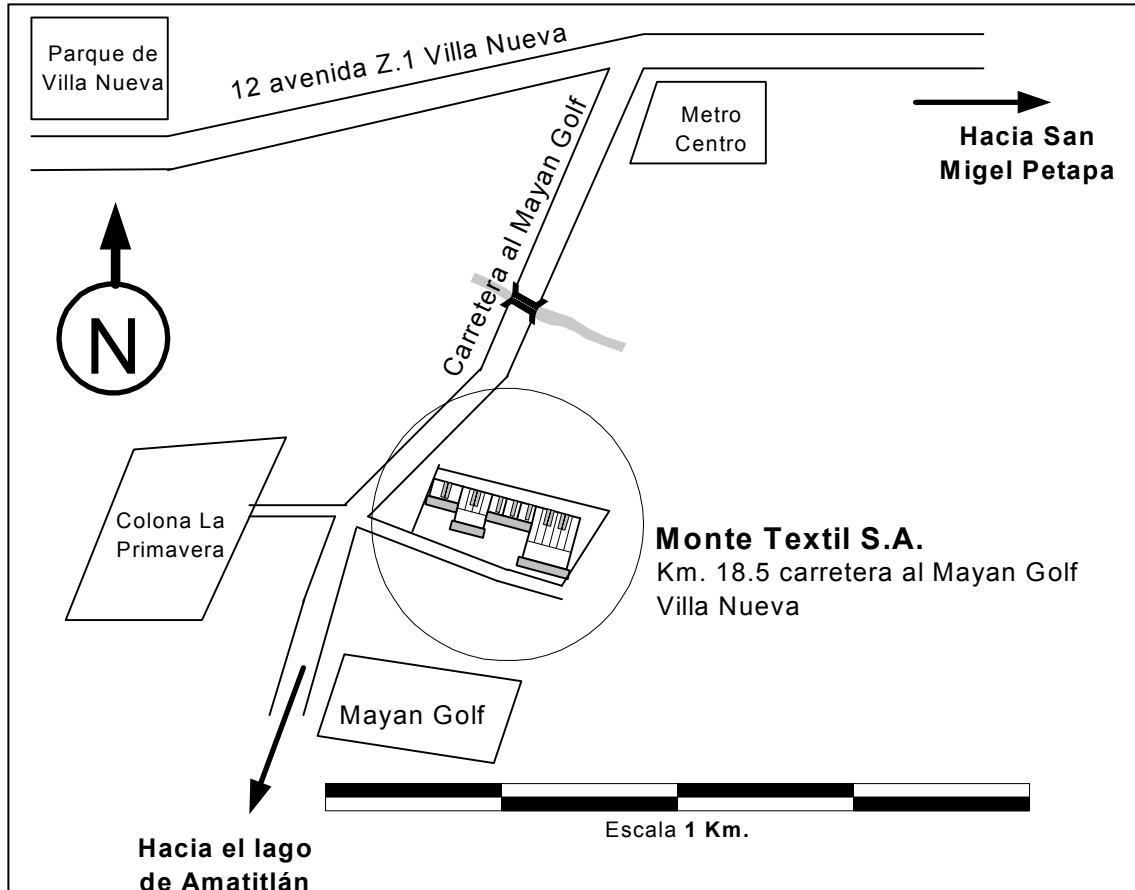 Parque de
Villa Nueva
12 avenida Z.1 Villa Nueva
Metro
Centro
Hacia San
Migel Petapa
Carretera al Mayan Golf
N
Colona La
Primavera
Monte Textil S.A.
Km. 18.5 carretera al Mayan Golf
Villa Nueva
Mayan Golf
Escala 1 Km.
Hacia el lago
de Amatitlán